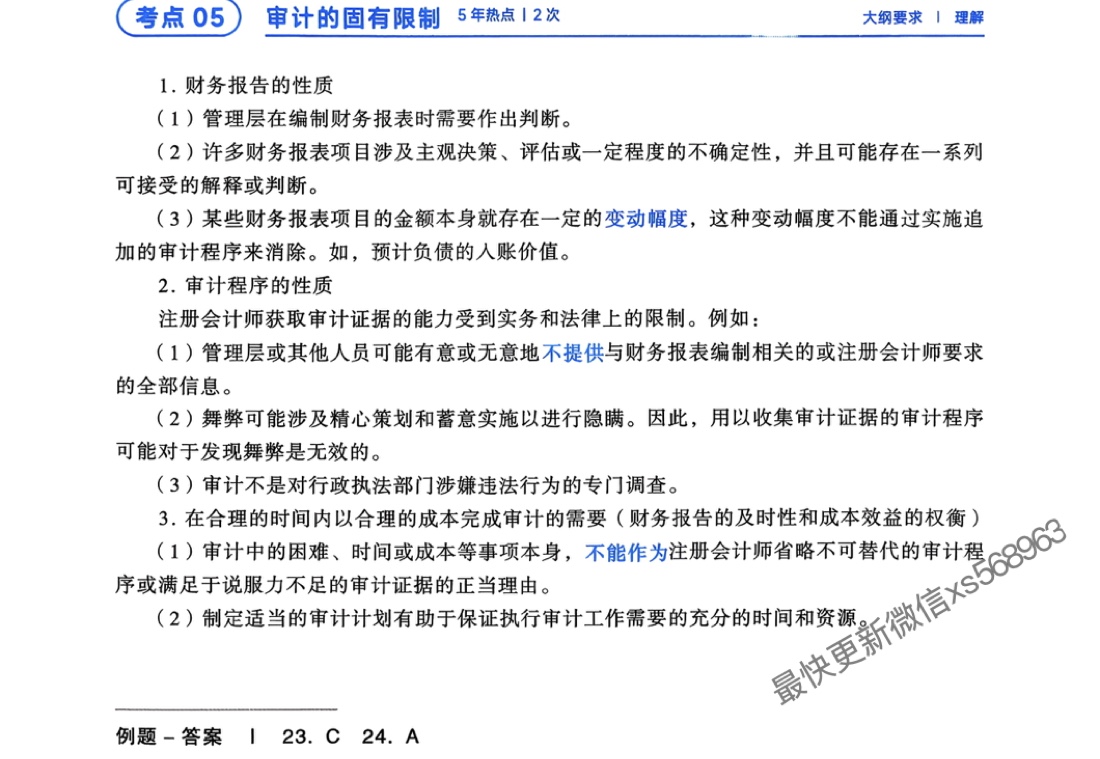 考点 05 审计的固有限制 5 年热点 | 2 次 大纲要求 | 理解
1. 财务报告的性质
（1）管理层在编制财务报表时需要作出判断。
（2）许多财务报表项目涉及主观决策、评估或一定程度的不确定性，并且可能存在一系列
可接受的解释或判断。
（3）某些财务报表项目的金额本身就存在一定的变动幅度，这种变动幅度不能通过实施追
加的审计程序来消除。如，预计负债的入账价值。
2. 审计程序的性质
注册会计师获取审计证据的能力受到实务和法律上的限制。例如：
（1）管理层或其他人员可能有意或无意地不提供与财务报表编制相关的或注册会计师要求
的全部信息。
（2）舞弊可能涉及精心策划和蓄意实施以进行隐瞒。因此，用以收集审计证据的审计程序
可能对于发现舞弊是无效的。
（3）审计不是对行政执法部门涉嫌违法行为的专门调查。
3. 在合理的时间内以合理的成本完成审计的需要（财务报告的及时性和成本效益的权衡）
（1）审计中的困难、时间或成本等事项本身，不能作为注册会计师省略不可替代的审计程
序或满足于说服力不足的审计证据的正当理由。
（2）制定适当的审计计划有助于保证执行审计工作需要的充分的时间和资源。
最快更新微信xs568963
例题 – 答案 | 23. C 24. A